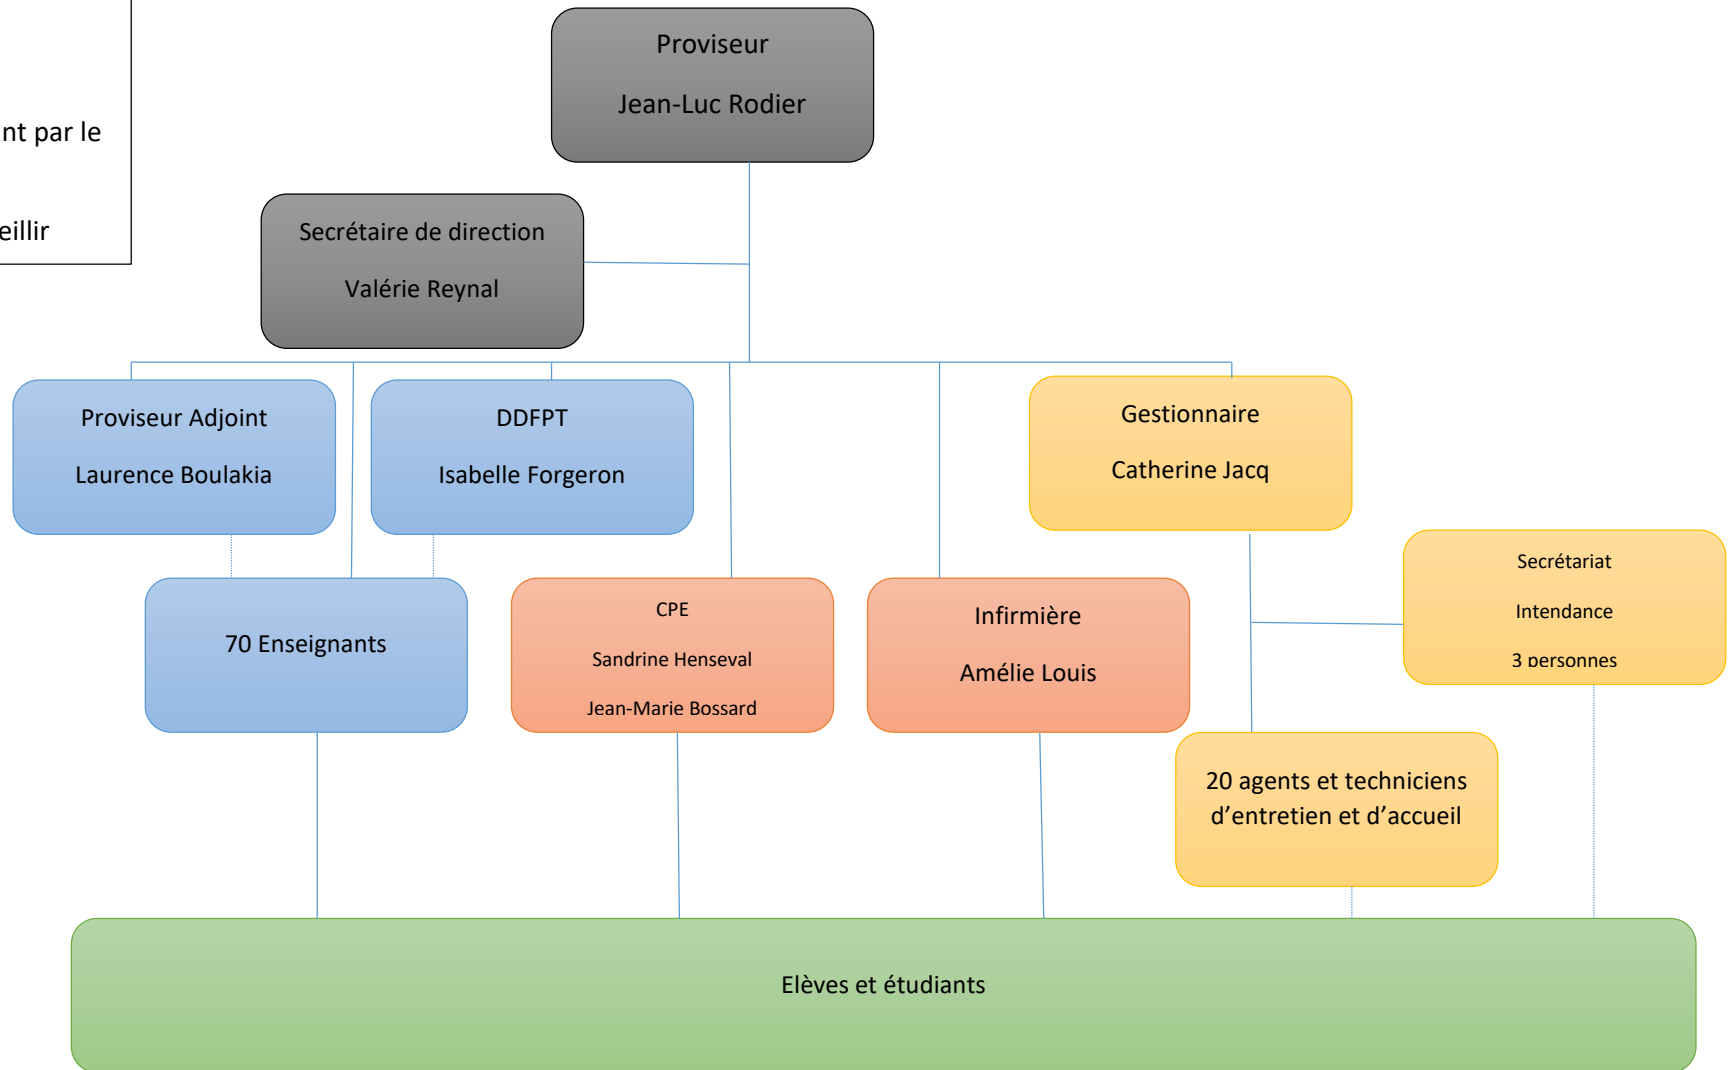 Proviseur
Jean-Luc Rodier
nt par le
eillir
Secrétaire de direction
Valérie Reynal
Proviseur Adjoint
Laurence Boulakia
DDFPT
Isabelle Forgeron
Gestionnaire
Catherine Jacq
Secrétariat
Intendance
3 personnes
70 Enseignants
CPE
Sandrine Henseval
Jean-Marie Bossard
Infirmière
Amélie Louis
20 agents et techniciens
d’entretien et d’accueil
Elèves et étudiants